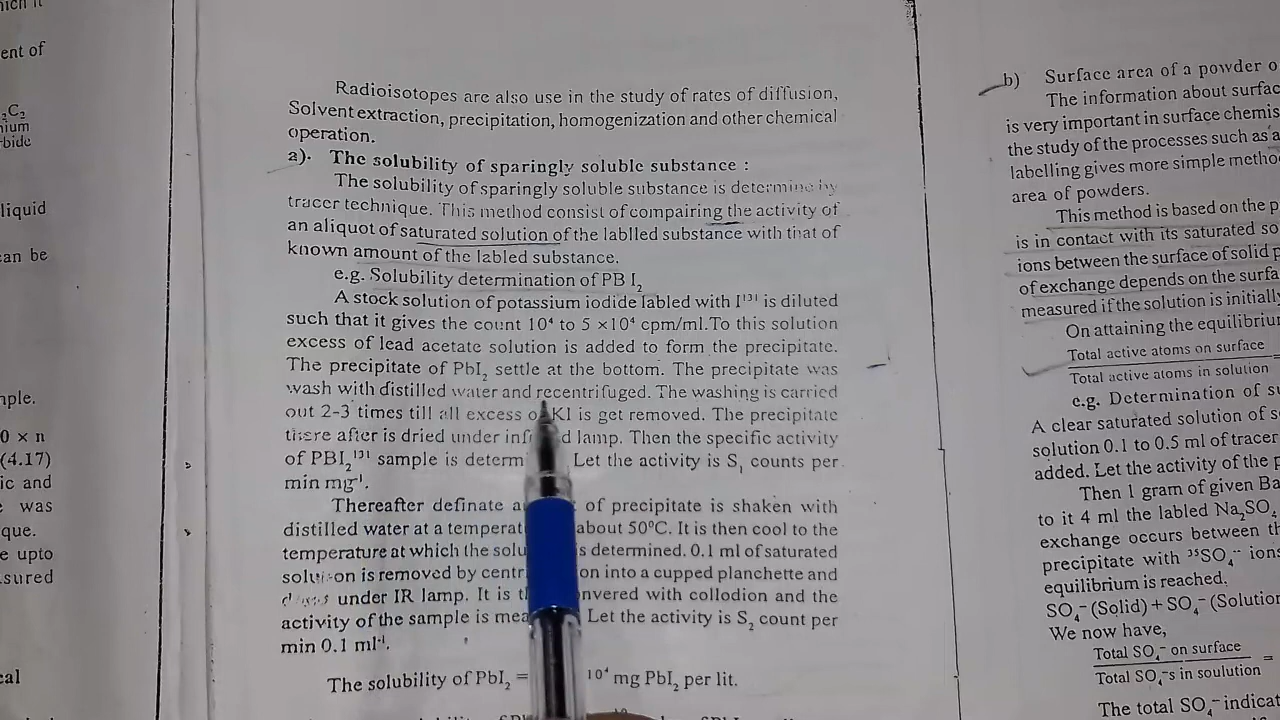 ent of
2C2
nium
bide
liquid
can be
mple.
0 × n
(4.17)
ic and
was
que.
e upto
sured
Radioisotopes are also use in the study of rates of diffusion,
Solvent extraction, precipitation, homogenization and other chemical
operation.
a). The solubility of sparingly soluble substance :
The solubility of sparingly soluble substance is determine by
tracer technique. This method consist of compairing the activity of
an aliquot of saturated solution of the lablled substance with that of
known amount of the labled substance.
e.g. Solubility determination of PB I2
A stock solution of potassium iodide labled with I¹³¹ is diluted
such that it gives the count 10⁴ to 5 ×10⁴ cpm/ml.To this solution
excess of lead acetate solution is added to form the precipitate.
The precipitate of PbI2 settle at the bottom. The precipitate was
wash with distilled water and recentrifuged. The washing is carried
out 2-3 times till all excess o KI is get removed. The precipitate
there after is dried under inf d lamp. Then the specific activity
of PBI2¹³¹ sample is determ Let the activity is S1 counts per
min mg⁻¹.
Thereafter definate a of precipitate is shaken with
distilled water at a temperat about 50⁰C. It is then cool to the
temperature at which the solu is determined. 0.1 ml of saturated
solution is removed by centr on into a cupped planchette and
under IR lamp. It is t nvered with collodion and the
activity of the sample is mea Let the activity is S2 count per
min 0.1 ml⁻¹.
The solubility of PbI2 = 10⁴ mg PbI2 per lit.
b) Surface area of a powder o
The information about surfac
is very important in surface chemis
the study of the processes such as a
labelling gives more simple metho
area of powders.
This method is based on the p
is in contact with its saturated so
ions between the surface of solid p
of exchange depends on the surfa
measured if the solution is initially
On attaining the equilibriu
Total active atoms on surface
Total active atoms in solution
e.g. Determination of s
A clear saturated solution of s
solution 0.1 to 0.5 ml of tracer
added. Let the activity of the p
Then 1 gram of given Ba
to it 4 ml the labled Na2SO4
exchange occurs between th
precipitate with ³⁵SO4⁻⁻ ions
equilibrium is reached.
SO4⁻ (Solid) + SO4⁻ (Solution
We now have,
Total SO4⁻ on surface
Total SO4⁻s in soulution =
The total SO4⁻ indicat